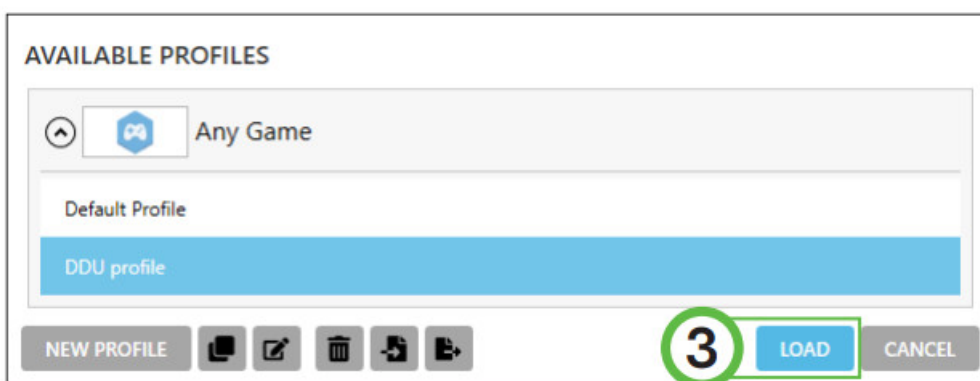 AVAILABLE PROFILES
Any Game
Default Profile
DDU profile
NEW PROFILE 3 LOAD CANCEL